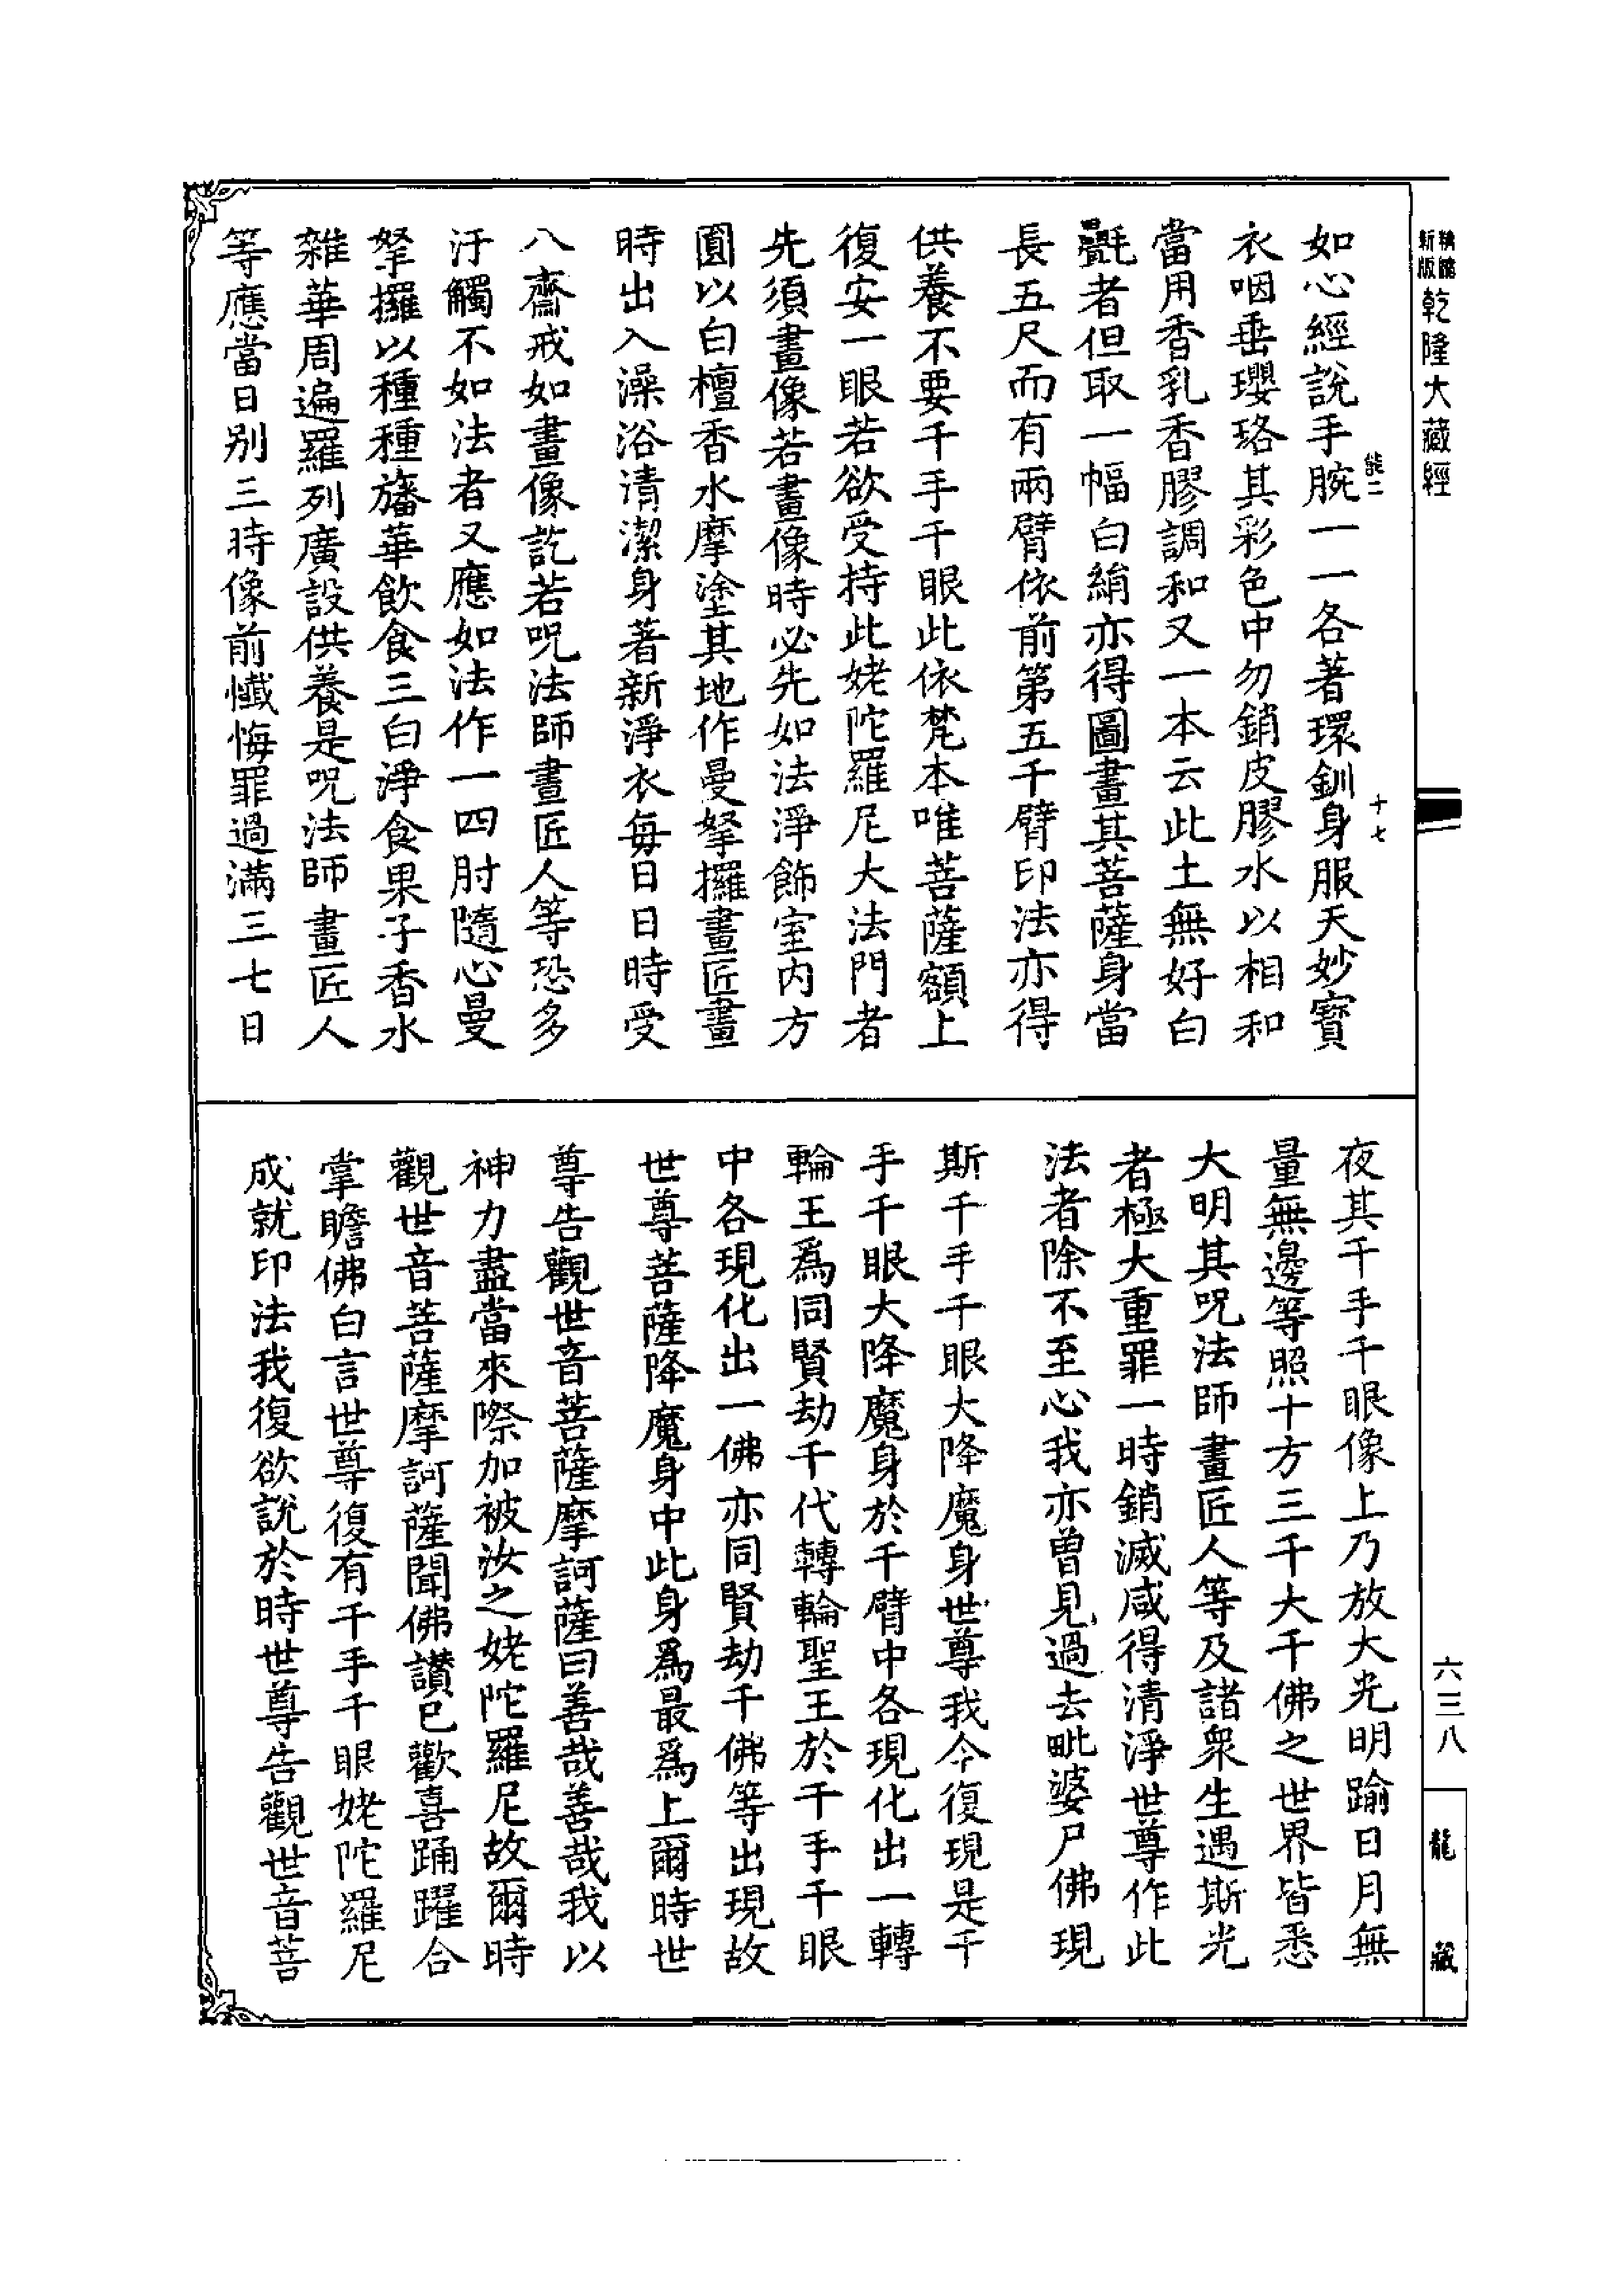 新版
乾隆大藏經
能二
十七
如心經說手腕一一各著環釧身服天妙寶
衣咽垂瓔珞其彩色中勿銷皮膠水以相和
當用香乳香膠調和又一本云此土無好白
氎者但取一幅白絹亦得圖畫其菩薩身當
長五尺而有兩臂依前第五千臂印法亦得
供養不要千手千眼此依梵本唯菩薩額上
復安一眼若欲受持此姥陀羅尼大法門者
先須畫像若畫像時必先如法淨飾室內方
圓以白檀香水摩塗其地作曼拏攞畫匠畫
時出入澡浴清潔身著新淨衣每日日時受
八齋戒如畫像訖若呪法師畫匠人等恐多
汙觸不如法者又應如法作一四肘隨心曼
拏攞以種種旛華飲食三白淨食果子香水
雜華周遍羅列廣設供養是呪法師畫匠人
等應當日別三時像前懺悔罪過滿三七日
夜其千手千眼像上乃放大光明踰日月無
量無邊等照十方三千大千佛之世界皆悉
大明其呪法師畫匠人等及諸衆生遇斯光
者極大重罪一時銷滅咸得清淨世尊作此
法者除不至心我亦曾見過去毗婆尸佛現
斯千手千眼大降魔身世尊我今復現是千
手千眼大降魔身於千臂中各現化出一轉
輪王爲同賢劫千代轉輪聖王於千手千眼
中各現化出一佛亦同賢劫千佛等出現故
世尊菩薩降魔身中此身爲最爲上爾時世
尊告觀世音菩薩摩訶薩曰善哉善哉我以
神力盡當來際加被汝之姥陀羅尼故爾時
觀世音菩薩摩訶薩聞佛讚已歡喜踊躍合
掌瞻佛白言世尊復有千手千眼姥陀羅尼
成就印法我復欲說於時世尊告觀世音菩
六三八
龍藏